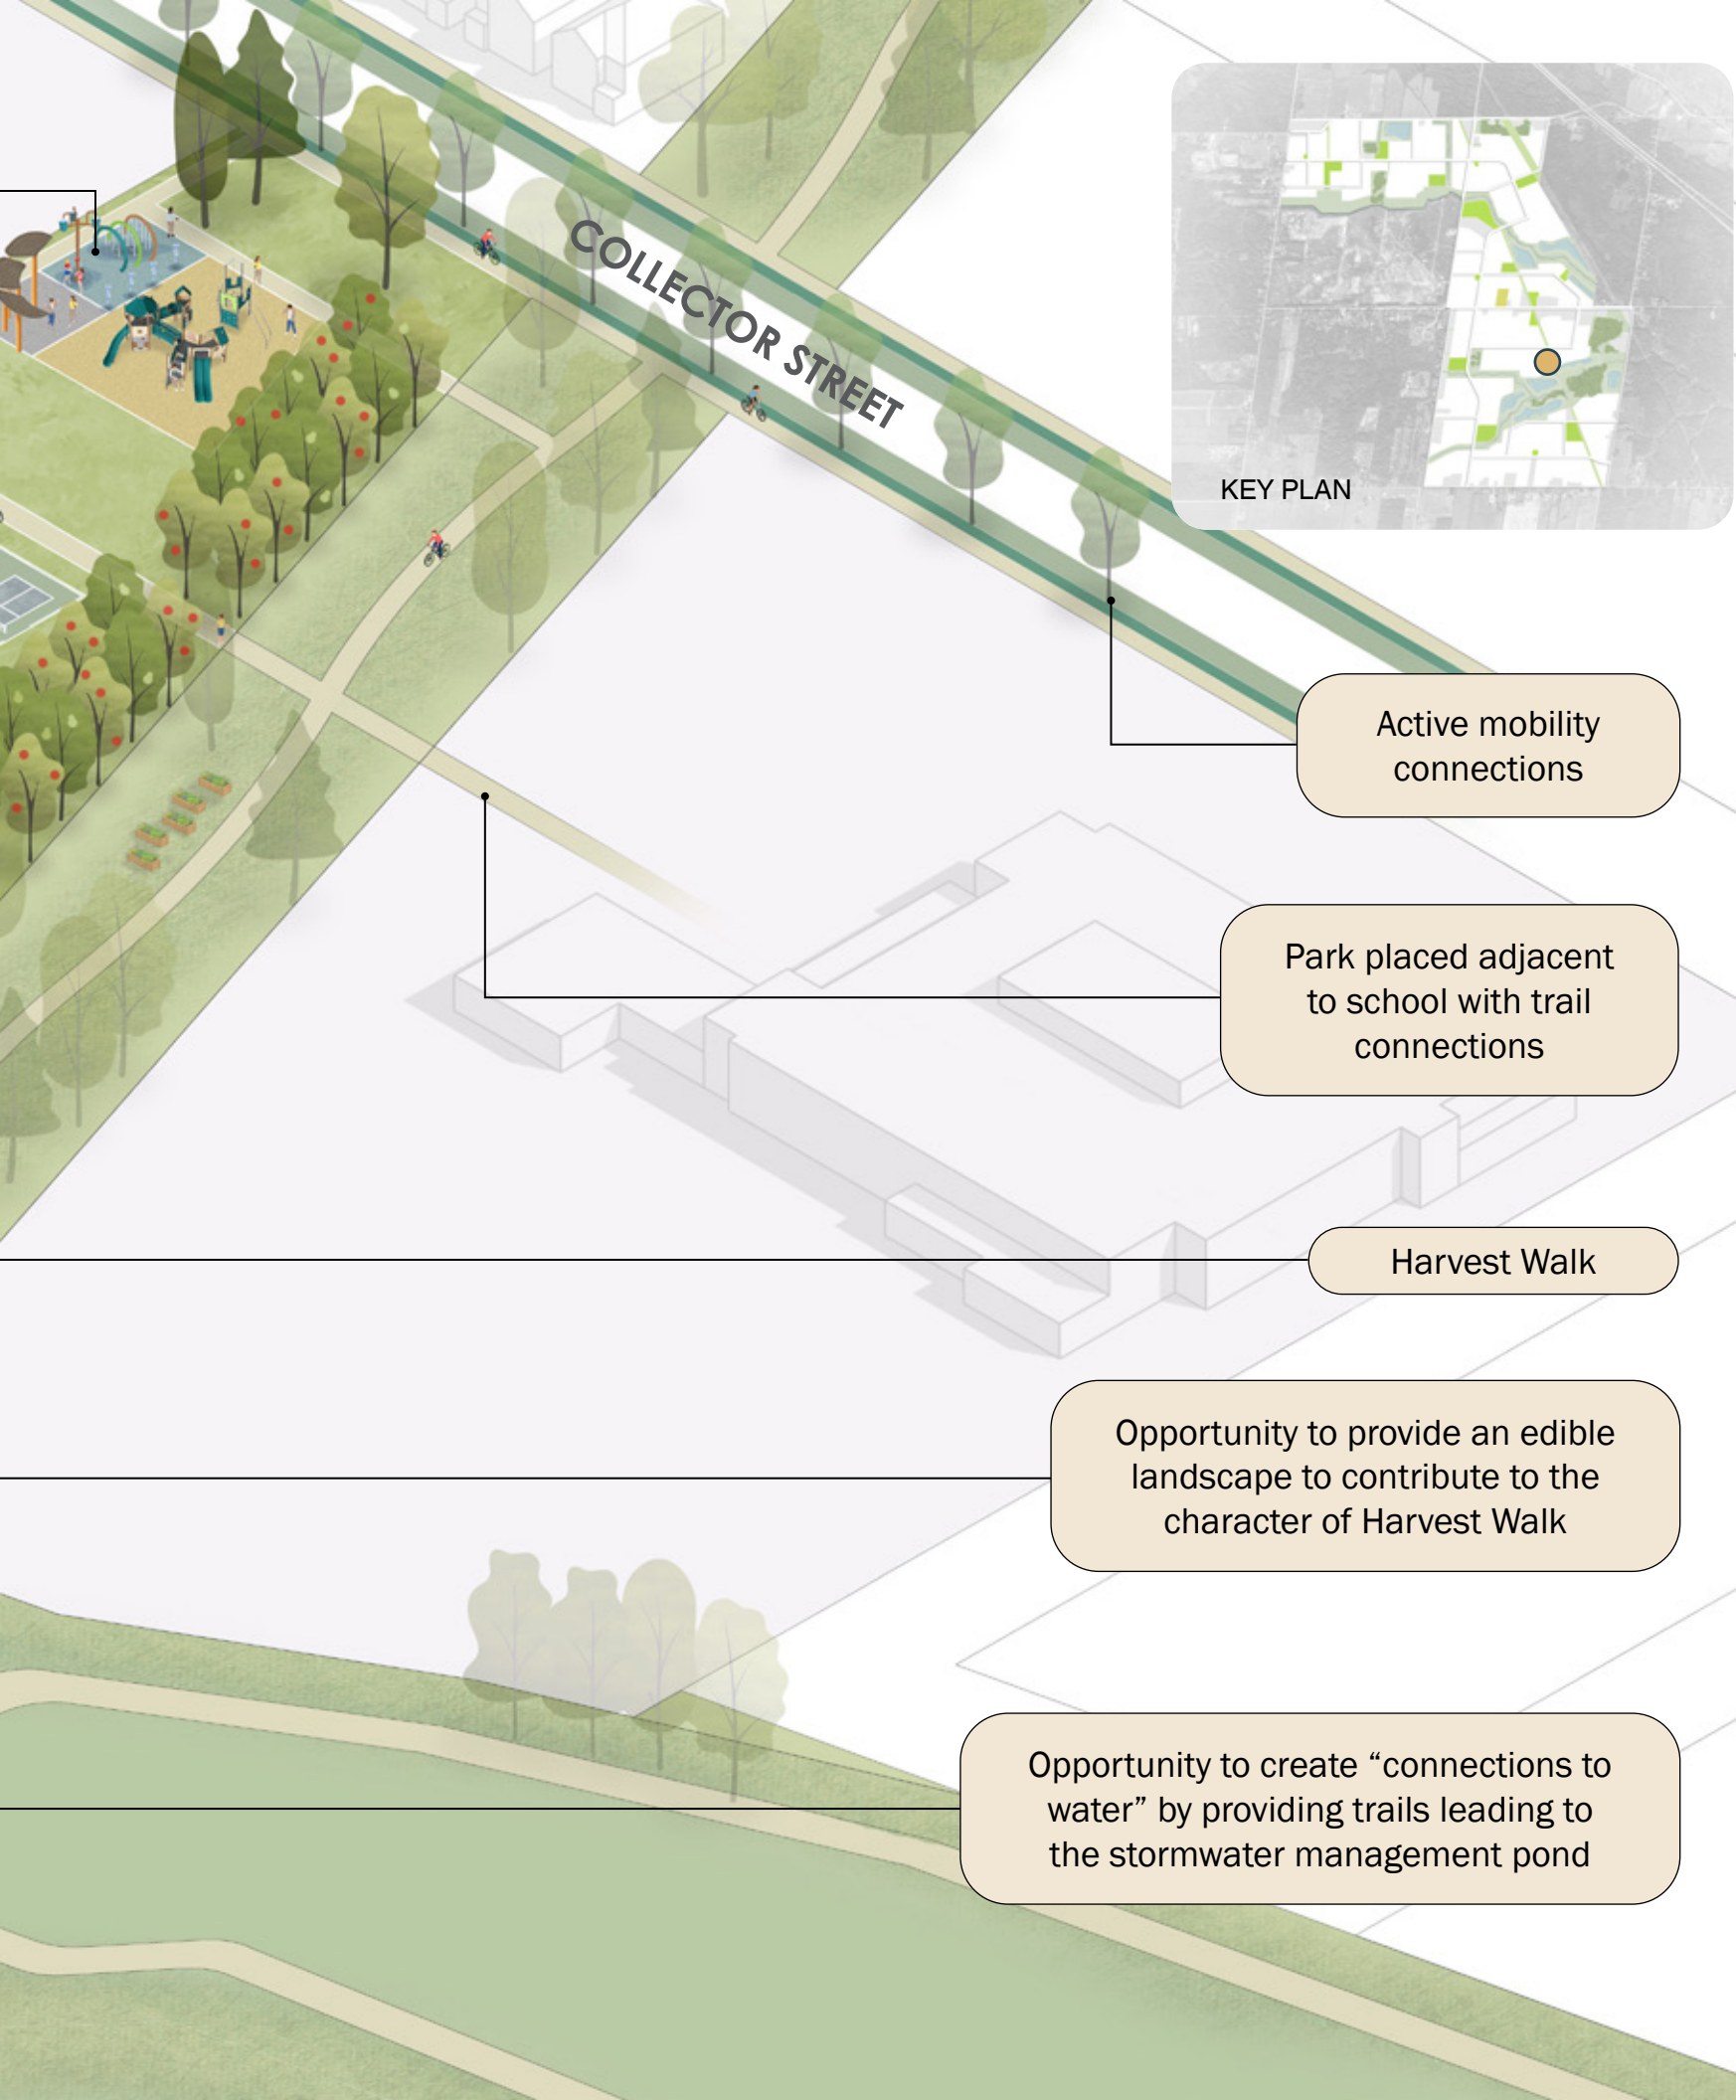 COLLECTOR STREET
KEY PLAN
Active mobility
connections
Park placed adjacent
to school with trail
connections
Harvest Walk
Opportunity to provide an edible
landscape to contribute to the
character of Harvest Walk
Opportunity to create “connections to
water” by providing trails leading to
the stormwater management pond